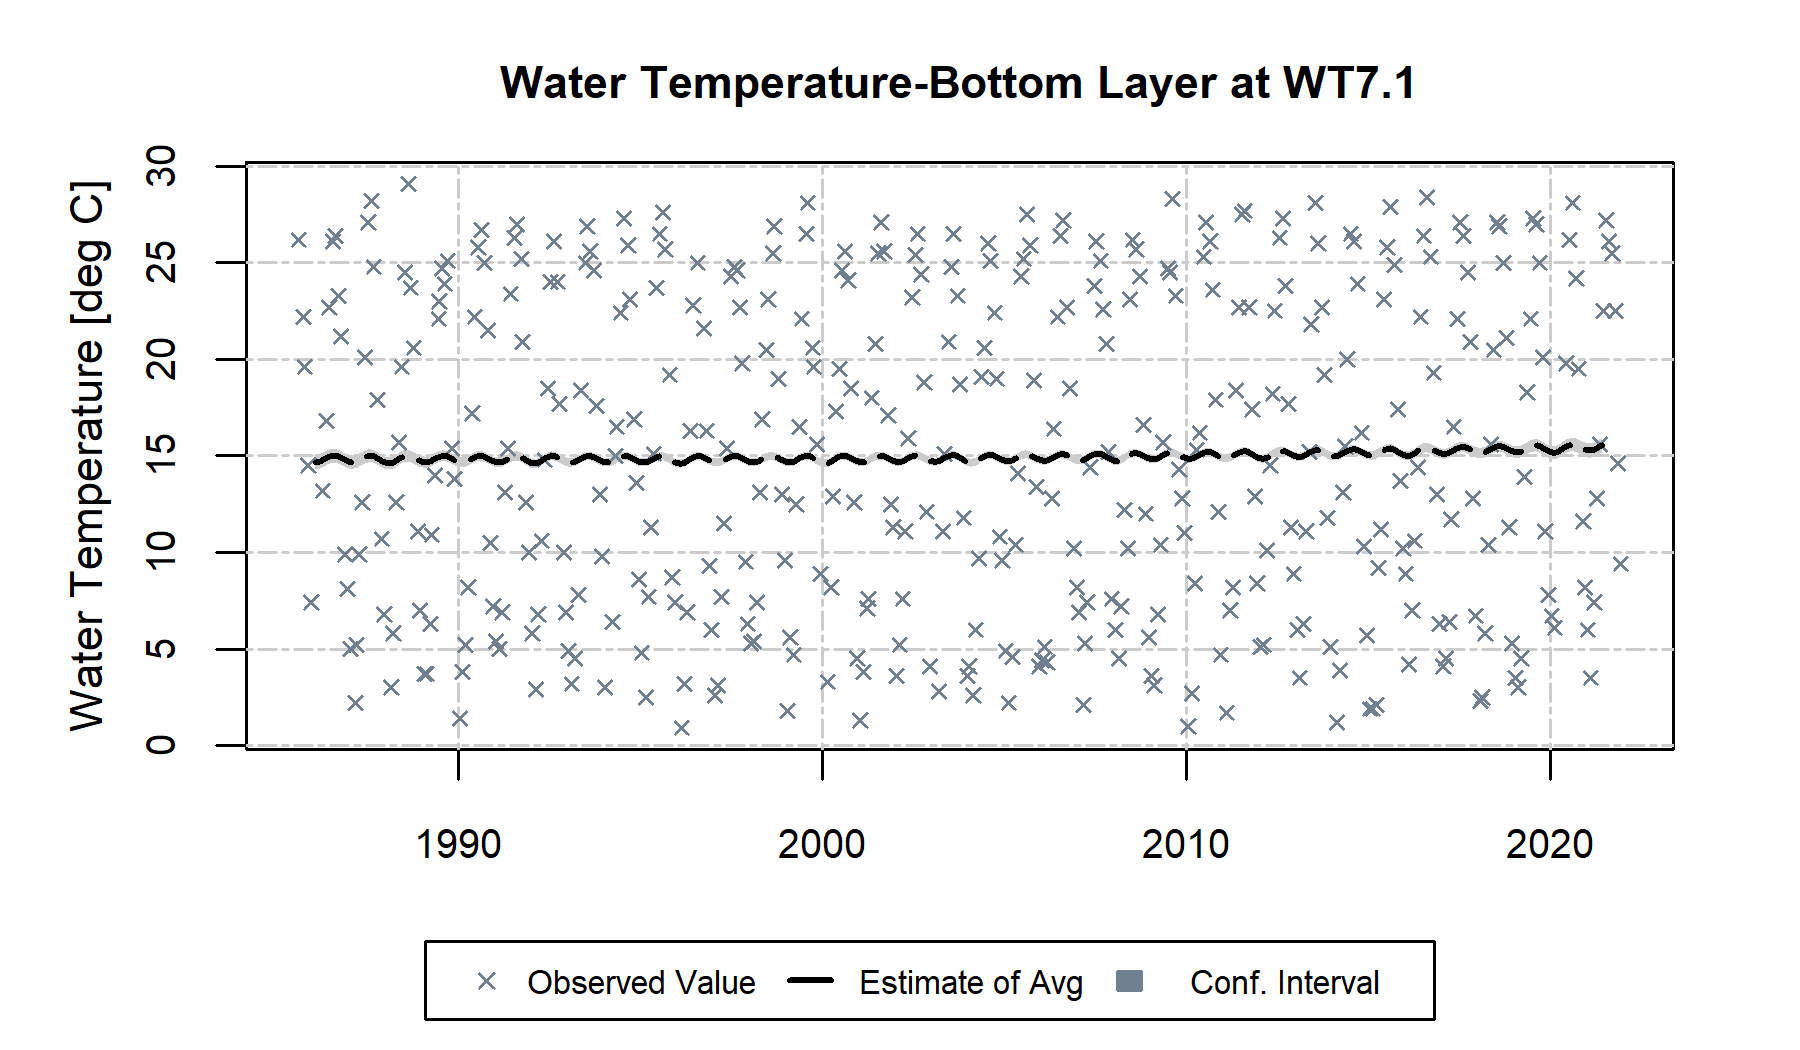 Water Temperature-Bottom Layer at WT7.1
Water Temperature [deg C]
30
25
20
15
10
5
0
1990 2000 2010 2020
Observed Value Estimate of Avg Conf. Interval